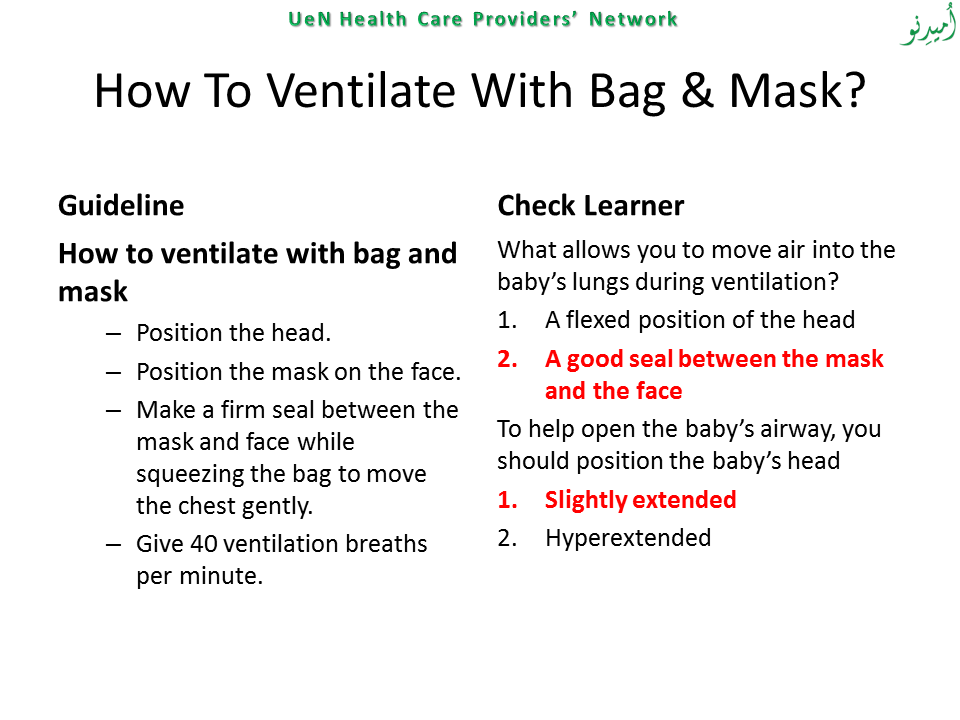 UeN Health Care Providers’ Network
اُمیدِنو
How To Ventilate With Bag & Mask?
Guideline
How to ventilate with bag and
mask
– Position the head.
– Position the mask on the face.
– Make a firm seal between the
mask and face while
squeezing the bag to move
the chest gently.
– Give 40 ventilation breaths
per minute.
Check Learner
What allows you to move air into the
baby’s lungs during ventilation?
1. A flexed position of the head
2. A good seal between the mask
and the face
To help open the baby’s airway, you
should position the baby’s head
1. Slightly extended
2. Hyperextended